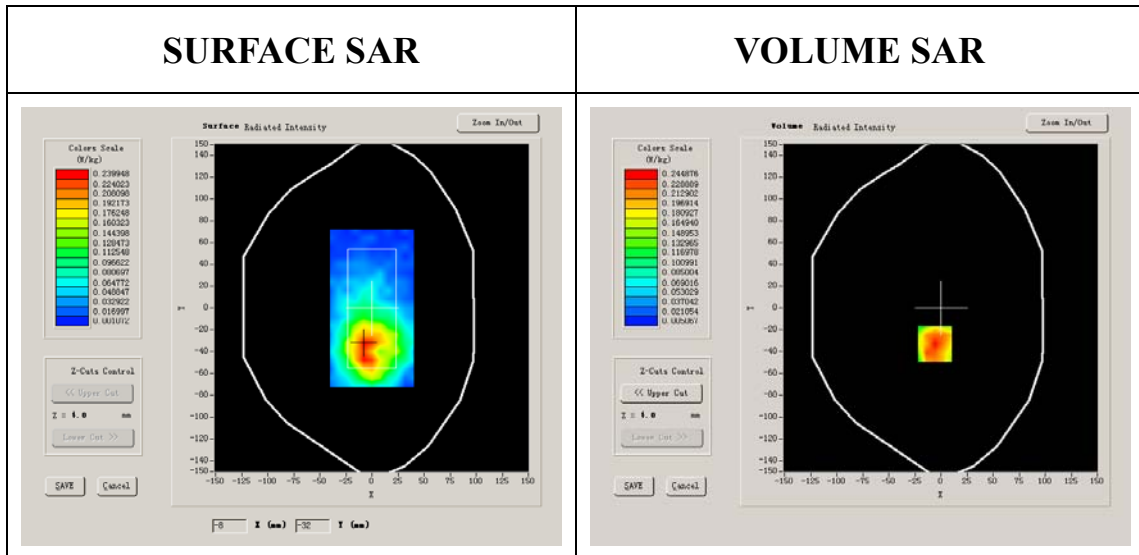 SURFACE SAR
VOLUME SAR
Surface Radiated Intensity
Zoom In/Out
Colors Scale
(W/kg)
0.239948
0.224023
0.208098
0.192173
0.176248
0.160323
0.144398
0.128473
0.112548
0.096622
0.080697
0.064772
0.048847
0.032922
0.016997
0.001072
150
140
120
100
80
60
40
20
0
-20
-40
-60
-80
-100
-120
-140
-150
Y
-150 -125 -100 -75 -50 -25 0 25 50 75 100 125 150
X
Z-Cuts Control
<< Upper Cut
Z = 4.0 mm
Lower Cut >>
SAVE
Cancel
-8 X (mm) -32 Y (mm)
Volume Radiated Intensity
Zoom In/Out
Colors Scale
(W/kg)
0.244876
0.228889
0.212902
0.196914
0.180927
0.164940
0.148953
0.132965
0.116978
0.100991
0.085004
0.069016
0.053029
0.037042
0.021054
0.005067
150
140
120
100
80
60
40
20
0
-20
-40
-60
-80
-100
-120
-140
-150
Y
-150 -125 -100 -75 -50 -25 0 25 50 75 100 125 150
X
Z-Cuts Control
<< Upper Cut
Z = 4.0 mm
Lower Cut >>
SAVE
Cancel